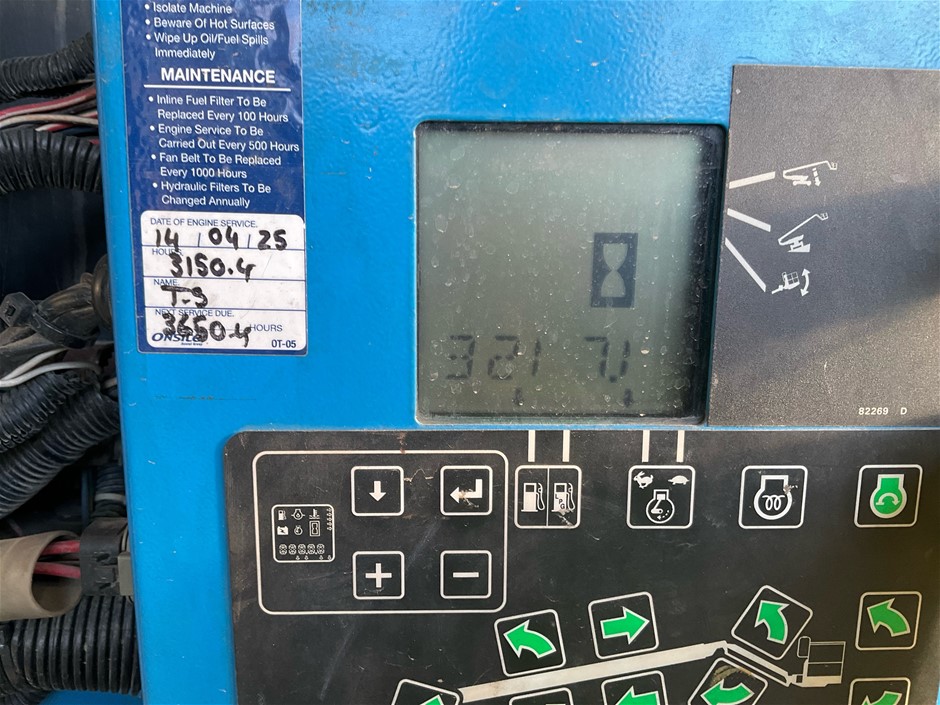 • Isolate Machine
• Beware Of Hot Surfaces
• Wipe Up Oil/Fuel Spills
Immediately
MAINTENANCE
• Inline Fuel Filter To Be
Replaced Every 100 Hours
• Engine Service To Be
Carried Out Every 500 Hours
• Fan Belt To Be Replaced
Every 1000 Hours
• Hydraulic Filters To Be
Changed Annually
DATE OF ENGINE SERVICE.
14 / 04 / 25
HOURS
3150.4
NAME
T.S
NEXT SERVICE DUE.
3650.4 HOURS
OT-05
3217.1
82269 D